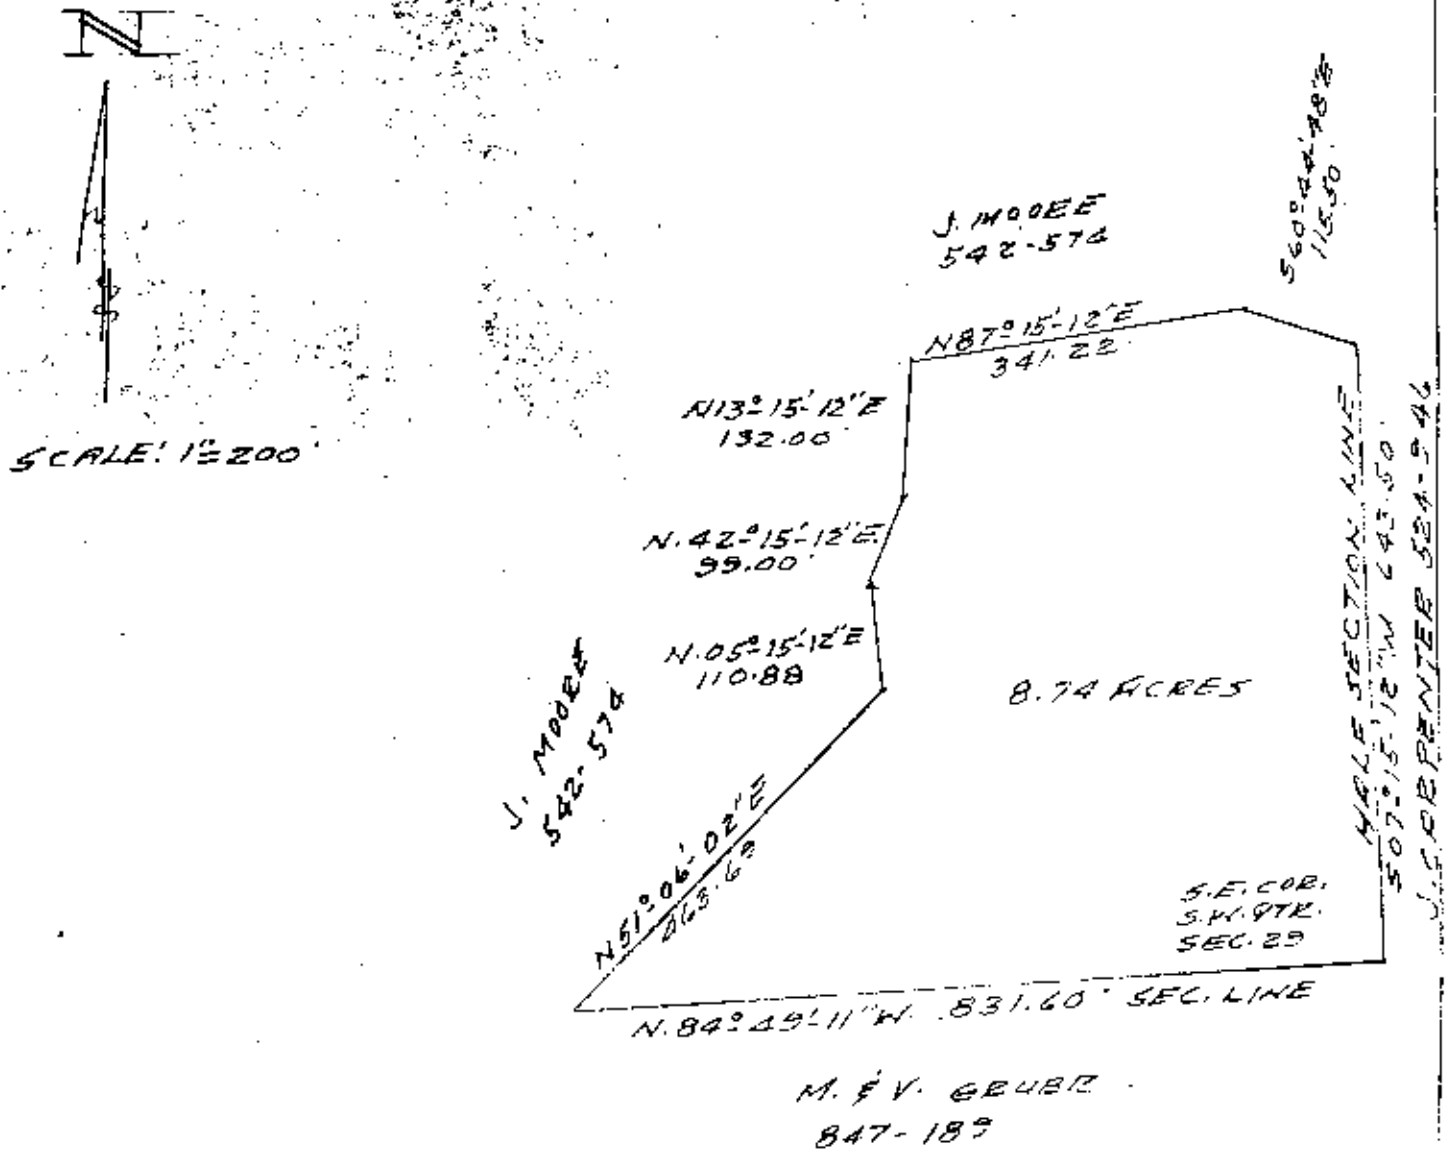 N
SCALE: 1"=200'
J. MOORE
542-574
S60°44'48"E
115.50'
N87°15'-12"E
341.22'
N13°-15'-12"E
132.00'
N.42°15'-12"E.
99.00'
N.05°-15'-12"E
110.88
J. MOORE
542-574
8.74 ACRES
N51°06'-02"E
463.69
HALF SECTION LINE
S07°15'-12"W 643.50'
J. CARPENTER 524-946
S.E. COR.
S.W. QTR.
SEC. 29
N.84°49'-11"W. 831.60' SEC. LINE
M. & V. GRUBER
847-189